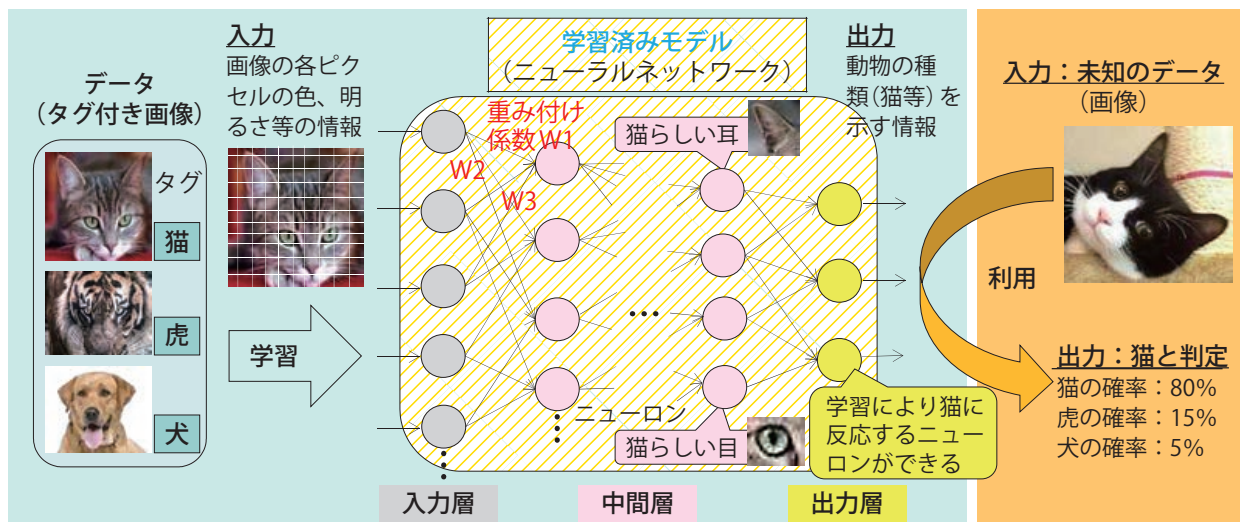 データ
(タグ付き画像)
タグ
猫
虎
犬
入力
画像の各ピク
セルの色、明
るさ等の情報
学習
学習済みモデル
(ニューラルネットワーク)
重み付け
係数 W1
W2
W3
猫らしい耳
…
ニューロン
猫らしい目
出力
動物の種
類(猫等)を
示す情報
学習により猫に
反応するニュー
ロンができる
入力層
中間層
出力層
入力：未知のデータ
(画像)
利用
出力：猫と判定
猫の確率：80%
虎の確率：15%
犬の確率：5%